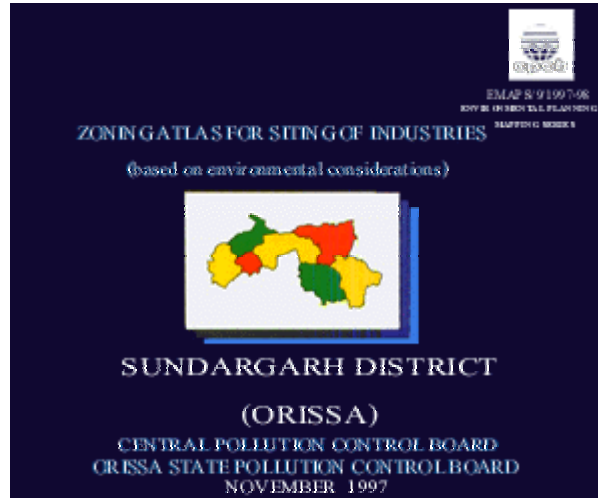 EMAPS/9/1997-98
ENVIRONMENTAL PLANNING
MAPPING SERIES
ZONING ATLAS FOR SITING OF INDUSTRIES
(based on environmental considerations)
SUNDARGARH DISTRICT
(ORISSA)
CENTRAL POLLUTION CONTROL BOARD
ORISSA STATE POLLUTION CONTROL BOARD
NOVEMBER 1997